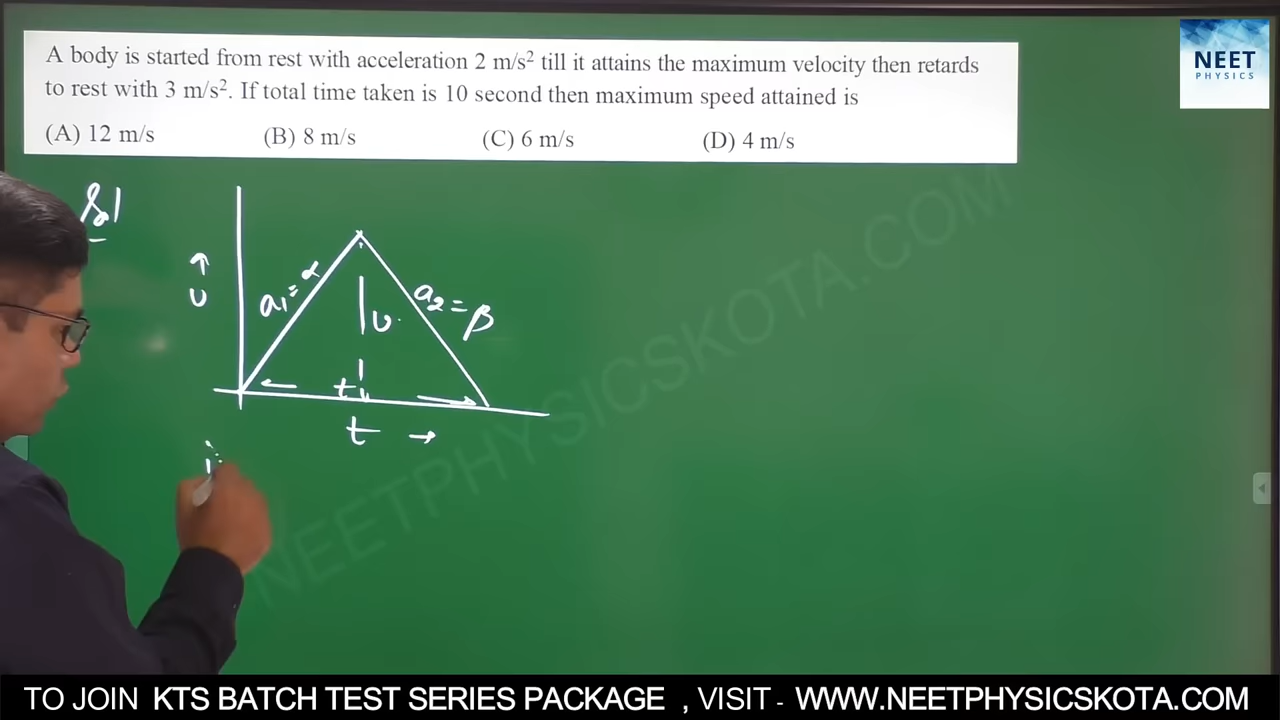 A body is started from rest with acceleration 2 m/s² till it attains the maximum velocity then retards
to rest with 3 m/s². If total time taken is 10 second then maximum speed attained is
(A) 12 m/s (B) 8 m/s (C) 6 m/s (D) 4 m/s
NEET
PHYSICS
Sol
↑
υ
a₁ = α
υ
a₂ = β
← t →
t →
NEETPHYSICSKOTA.COM
TO JOIN KTS BATCH TEST SERIES PACKAGE , VISIT - WWW.NEETPHYSICSKOTA.COM